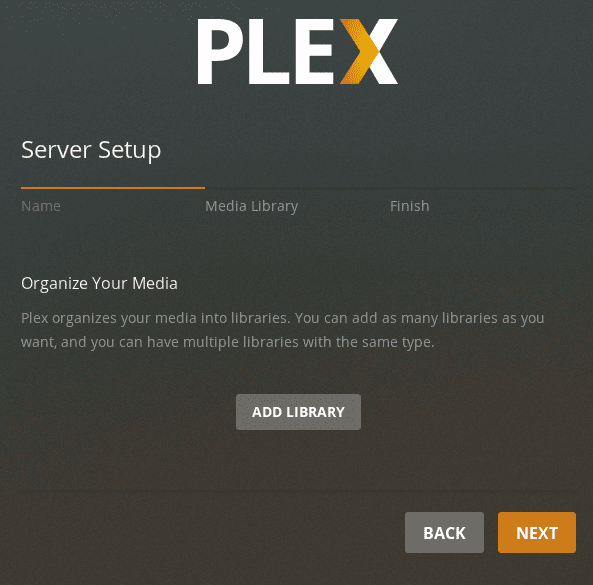 PLEX
Server Setup
Name
Media Library
Finish
Organize Your Media
Plex organizes your media into libraries. You can add as many libraries as you
want, and you can have multiple libraries with the same type.
ADD LIBRARY
BACK
NEXT